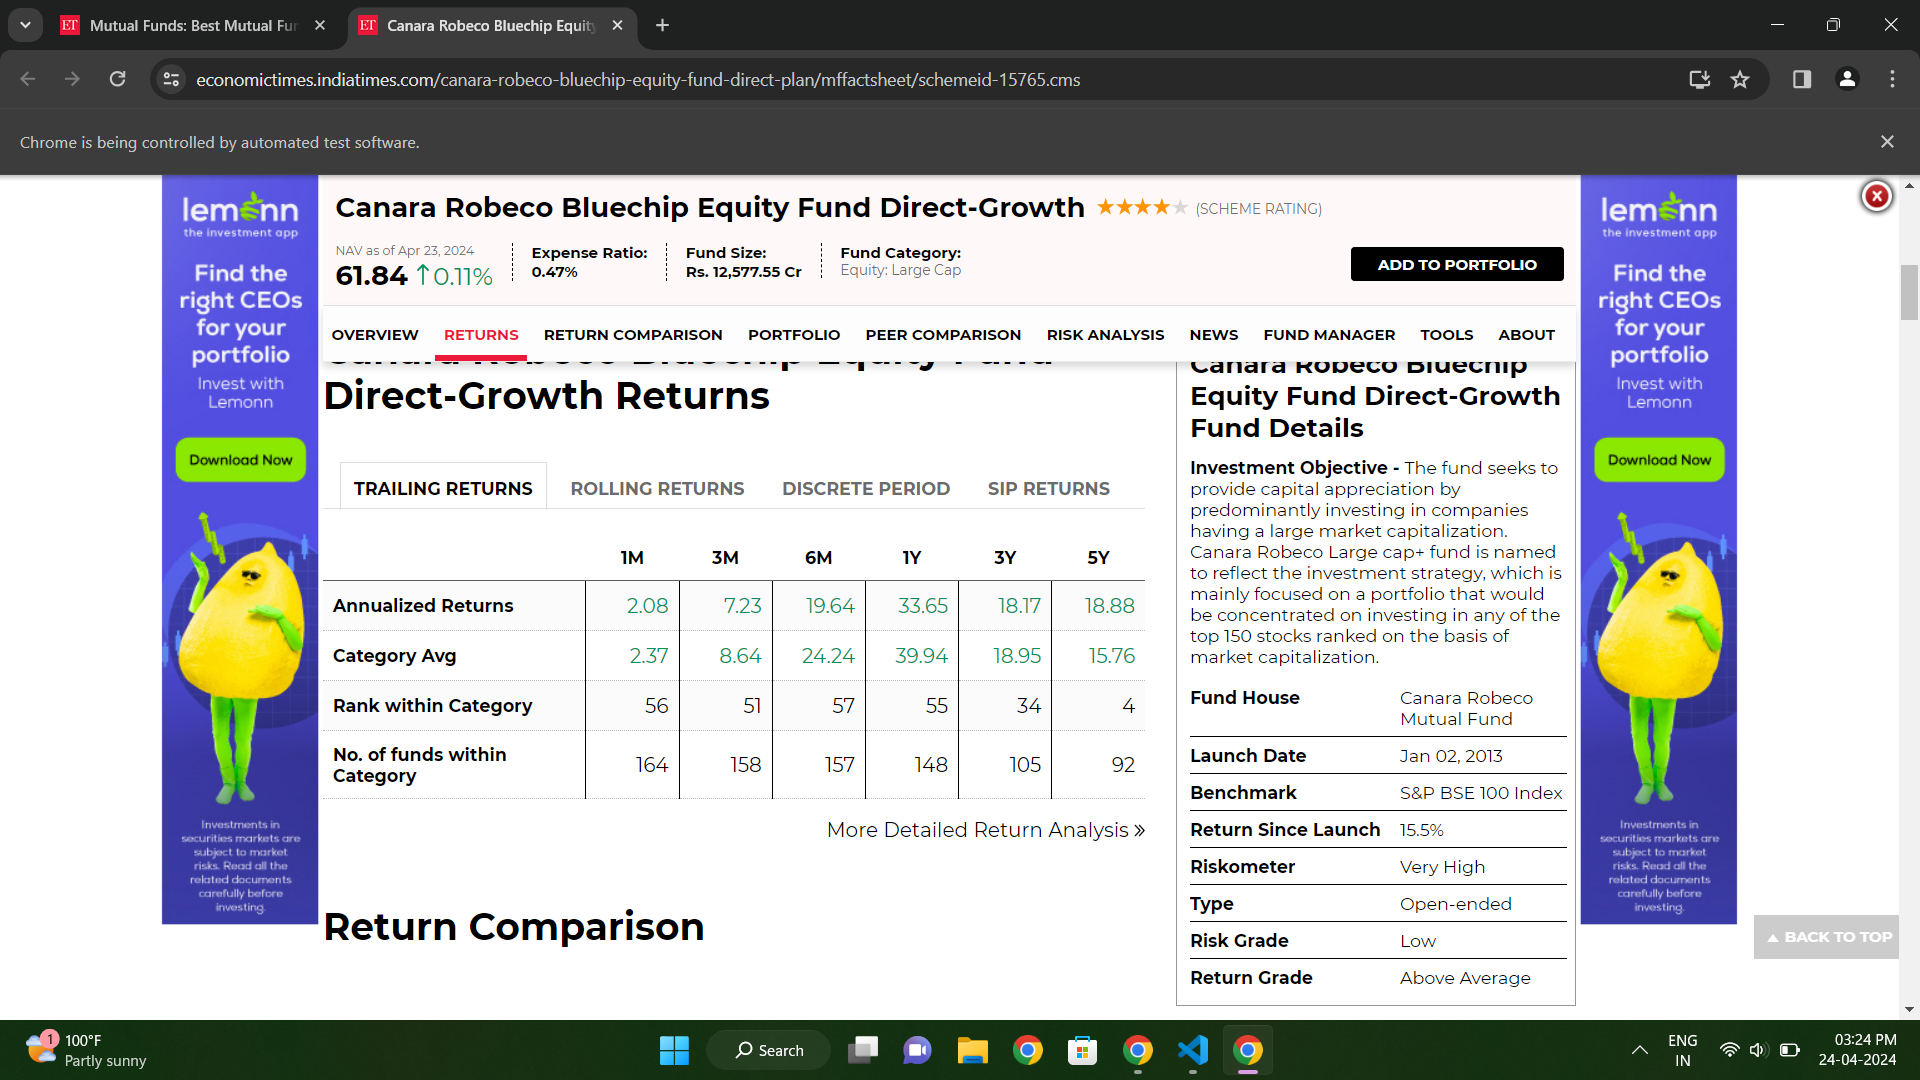 Mutual Funds: Best Mutual Fun
Canara Robeco Bluechip Equity
economictimes.indiatimes.com/canara-robeco-bluechip-equity-fund-direct-plan/mffactsheet/schemeid-15765.cms
Chrome is being controlled by automated test software.
lemonn
the investment app
Find the
right CEOs
for your
portfolio
Invest with
Lemonn
Download Now
Investments in
securities markets are
subject to market
risks. Read all the
related documents
carefully before
investing.
Canara Robeco Bluechip Equity Fund Direct-Growth (SCHEME RATING)
NAV as of Apr 23, 2024
61.84 ↑0.11%
Expense Ratio:
0.47%
Fund Size:
Rs. 12,577.55 Cr
Fund Category:
Equity: Large Cap
ADD TO PORTFOLIO
OVERVIEW RETURNS RETURN COMPARISON PORTFOLIO PEER COMPARISON RISK ANALYSIS NEWS FUND MANAGER TOOLS ABOUT
Canara Robeco Bluechip Equity Fund
Direct-Growth Returns
TRAILING RETURNS ROLLING RETURNS DISCRETE PERIOD SIP RETURNS
1M 3M 6M 1Y 3Y 5Y
Annualized Returns 2.08 7.23 19.64 33.65 18.17 18.88
Category Avg 2.37 8.64 24.24 39.94 18.95 15.76
Rank within Category 56 51 57 55 34 4
No. of funds within
Category 164 158 157 148 105 92
More Detailed Return Analysis »
Return Comparison
Canara Robeco Bluechip
Equity Fund Direct-Growth
Fund Details
Investment Objective - The fund seeks to
provide capital appreciation by
predominantly investing in companies
having a large market capitalization.
Canara Robeco Large cap+ fund is named
to reflect the investment strategy, which is
mainly focused on a portfolio that would
be concentrated on investing in any of the
top 150 stocks ranked on the basis of
market capitalization.
Fund House Canara Robeco
Mutual Fund
Launch Date Jan 02, 2013
Benchmark S&P BSE 100 Index
Return Since Launch 15.5%
Riskometer Very High
Type Open-ended
Risk Grade Low
Return Grade Above Average
lemonn
the investment app
Find the
right CEOs
for your
portfolio
Invest with
Lemonn
Download Now
Investments in
securities markets are
subject to market
risks. Read all the
related documents
carefully before
investing.
BACK TO TOP
1
100°F
Partly sunny
Search
ENG
IN
03:24 PM
24-04-2024